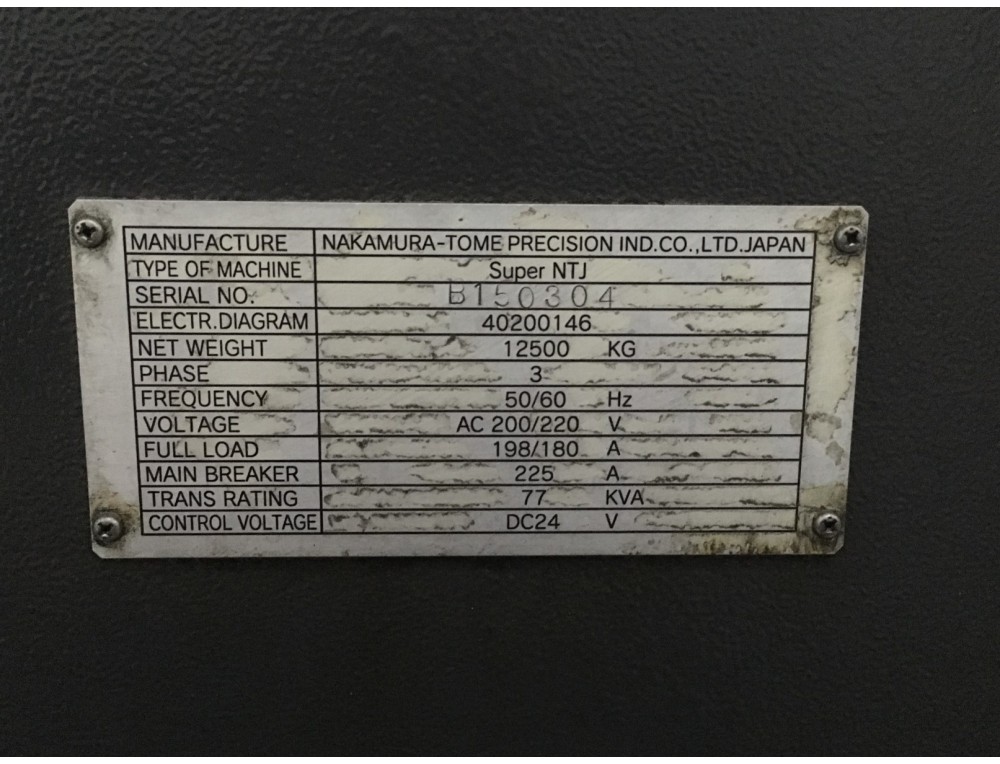 MANUFACTURE NAKAMURA-TOME PRECISION IND.CO.,LTD.JAPAN
TYPE OF MACHINE Super NTJ
SERIAL NO. B150304
ELECTR.DIAGRAM 40200146
NET WEIGHT 12500 KG
PHASE 3
FREQUENCY 50/60 Hz
VOLTAGE AC 200/220 V
FULL LOAD 198/180 A
MAIN BREAKER 225 A
TRANS RATING 77 KVA
CONTROL VOLTAGE DC24 V